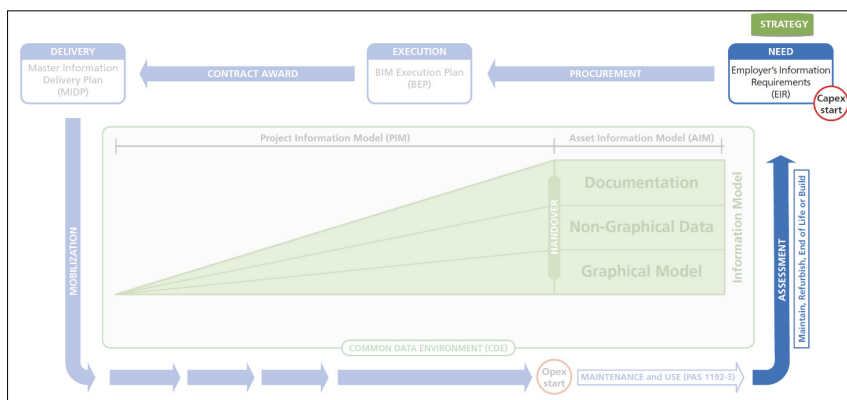 STRATEGY
DELIVERY
Master Information
Delivery Plan
(MIDP)
CONTRACT AWARD
EXECUTION
BIM Execution Plan
(BEP)
PROCUREMENT
NEED
Employer's Information
Requirements
(EIR)
Capex
start
Project Information Model (PIM)
Asset Information Model (AIM)
Documentation
Non-Graphical Data
Graphical Model
HANDOVER
Information Model
MOBILIZATION
ASSESSMENT
Maintain, Refurbish, End of Life or Build
COMMON DATA ENVIRONMENT (CDE)
Opex
start
MAINTENANCE and USE (PAS 1192-3)